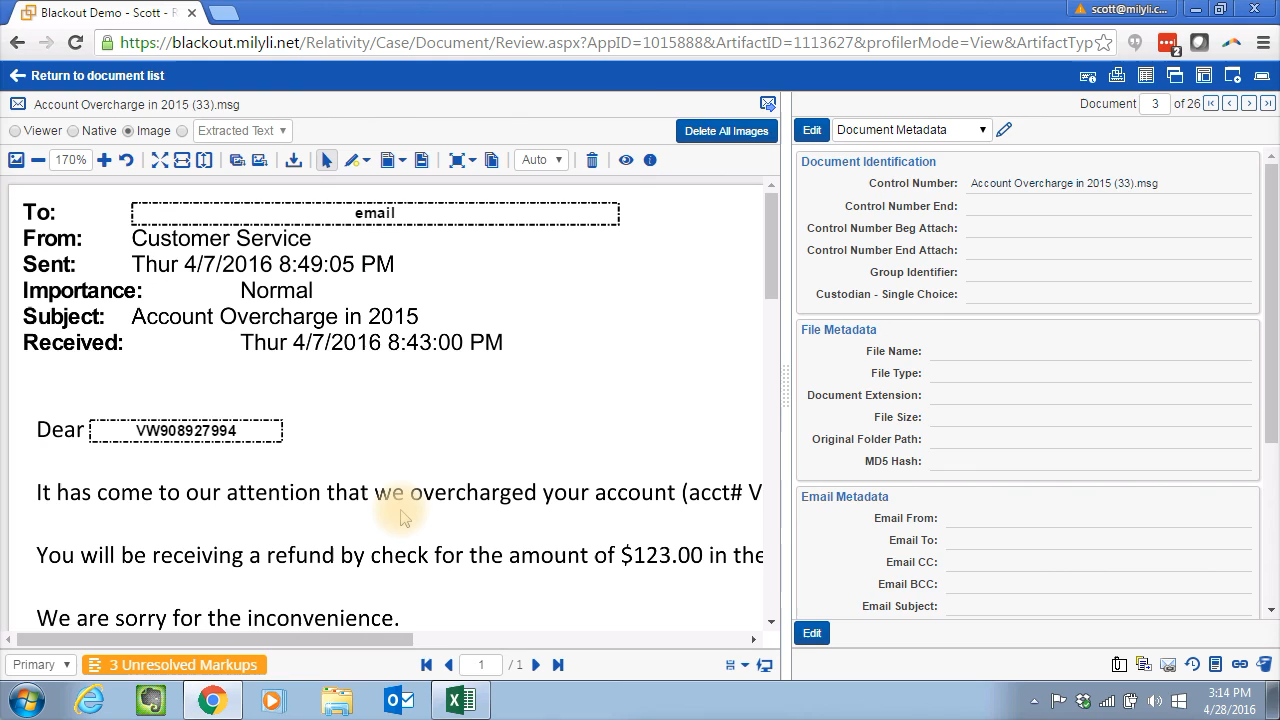 Blackout Demo - Scott - R
scott@milyli.c...
https://blackout.milyli.net/Relativity/Case/Document/Review.aspx?AppID=1015888&ArtifactID=1113627&profilerMode=View&ArtifactTyp
2
Return to document list
Account Overcharge in 2015 (33).msg
Document 3 of 26
Viewer Native Image Extracted Text
Delete All Images
Edit Document Metadata
170%
Auto
Document Identification
Control Number: Account Overcharge in 2015 (33).msg
Control Number End:
Control Number Beg Attach:
Control Number End Attach:
Group Identifier:
Custodian - Single Choice:
File Metadata
File Name:
File Type:
Document Extension:
File Size:
Original Folder Path:
MD5 Hash:
Email Metadata
Email From:
Email To:
Email CC:
Email BCC:
Email Subject:
Edit
To: email
From: Customer Service
Sent: Thur 4/7/2016 8:49:05 PM
Importance: Normal
Subject: Account Overcharge in 2015
Received: Thur 4/7/2016 8:43:00 PM
Dear VW908927994
It has come to our attention that we overcharged your account (acct# V
You will be receiving a refund by check for the amount of $123.00 in the
We are sorry for the inconvenience.
Primary 3 Unresolved Markups
1 / 1
3:14 PM
4/28/2016